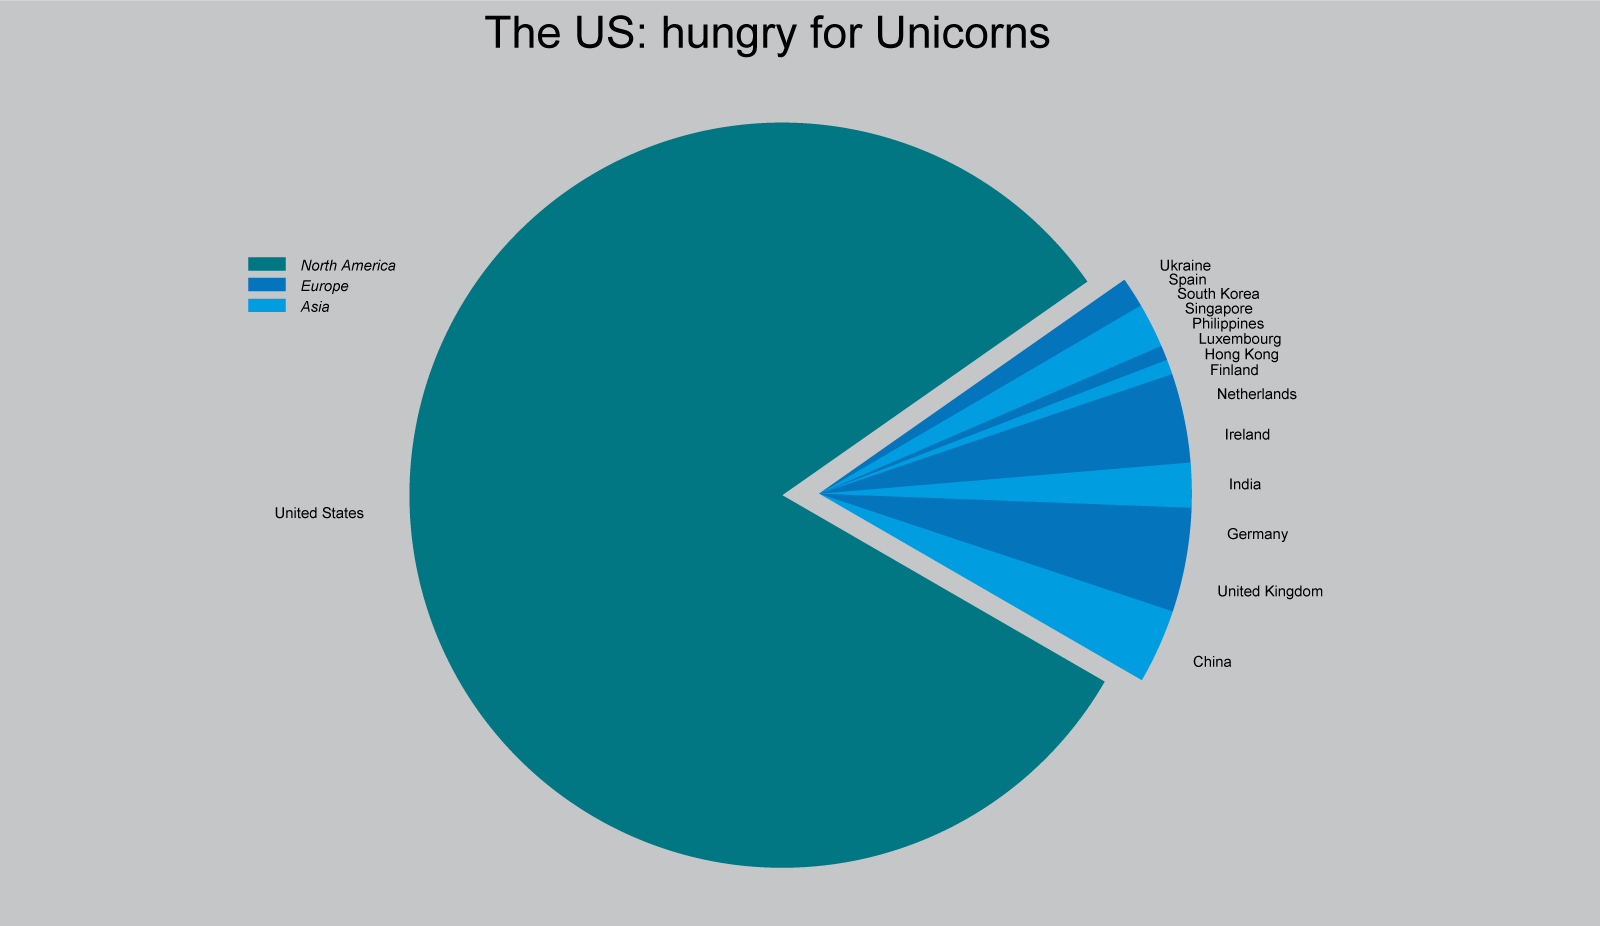 The US: hungry for Unicorns
North America
Europe
Asia
United States
Ukraine
Spain
South Korea
Singapore
Philippines
Luxembourg
Hong Kong
Finland
Netherlands
Ireland
India
Germany
United Kingdom
China